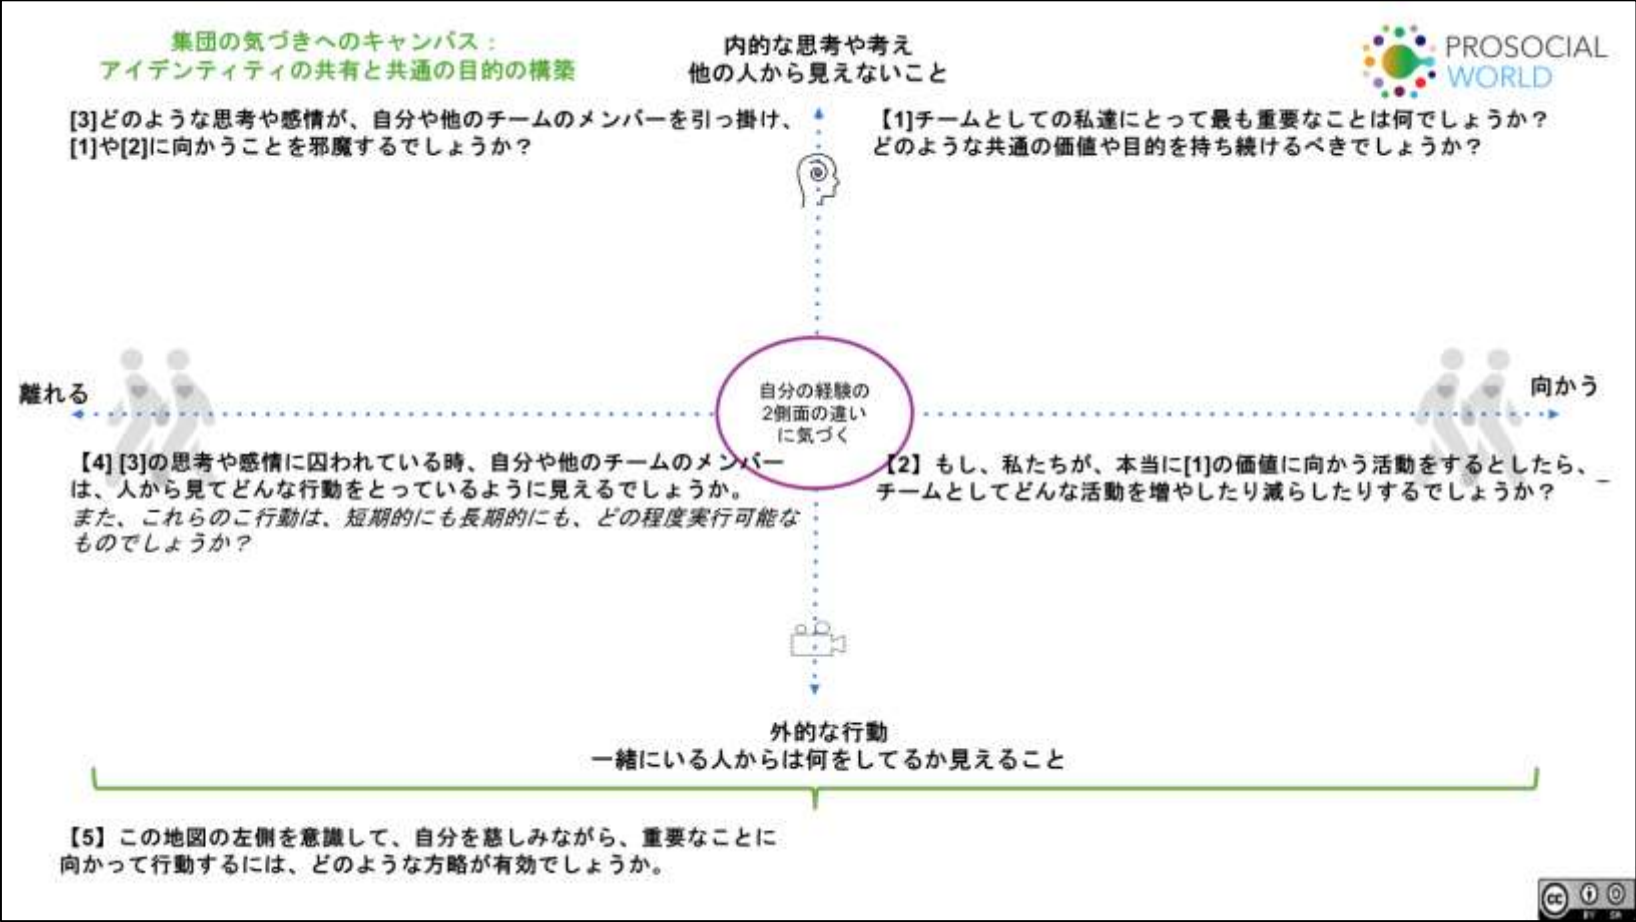 集団の気づきへのキャンバス：
アイデンティティの共有と共通の目的の構築
内的な思考や考え
他の人から見えないこと
PROSOCIAL
WORLD
[3]どのような思考や感情が、自分や他のチームのメンバーを引っ掛け、
[1]や[2]に向かうことを邪魔するでしょうか？
【1]チームとしての私達にとって最も重要なことは何でしょうか？
どのような共通の価値や目的を持ち続けるべきでしょうか？
離れる
向かう
自分の経験の
2側面の違い
に気づく
【4] [3]の思考や感情に囚われている時、自分や他のチームのメンバー
は、人から見てどんな行動をとっているように見えるでしょうか。
また、これらのこ行動は、短期的にも長期的にも、どの程度実行可能な
ものでしょうか？
【2】もし、私たちが、本当に[1]の価値に向かう活動をするとしたら、
チームとしてどんな活動を増やしたり減らしたりするでしょうか？
外的な行動
一緒にいる人からは何をしてるか見えること
【5】この地図の左側を意識して、自分を慈しみながら、重要なことに
向かって行動するには、どのような方略が有効でしょうか。
cc
BY SA